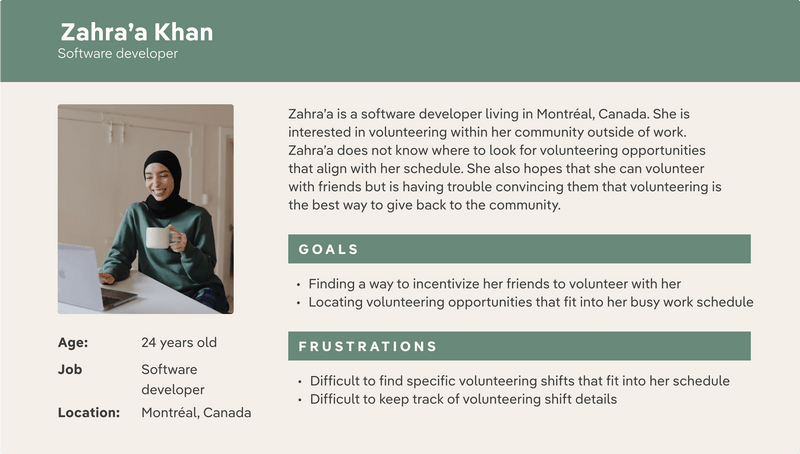 Zahra’a Khan
Software developer
Zahra’a is a software developer living in Montréal, Canada. She is
interested in volunteering within her community outside of work.
Zahra’a does not know where to look for volunteering opportunities
that align with her schedule. She also hopes that she can volunteer
with friends but is having trouble convincing them that volunteering is
the best way to give back to the community.
GOALS
• Finding a way to incentivize her friends to volunteer with her
• Locating volunteering opportunities that fit into her busy work schedule
FRUSTRATIONS
• Difficult to find specific volunteering shifts that fit into her schedule
• Difficult to keep track of volunteering shift details
Age: 24 years old
Job Software
developer
Location: Montréal, Canada